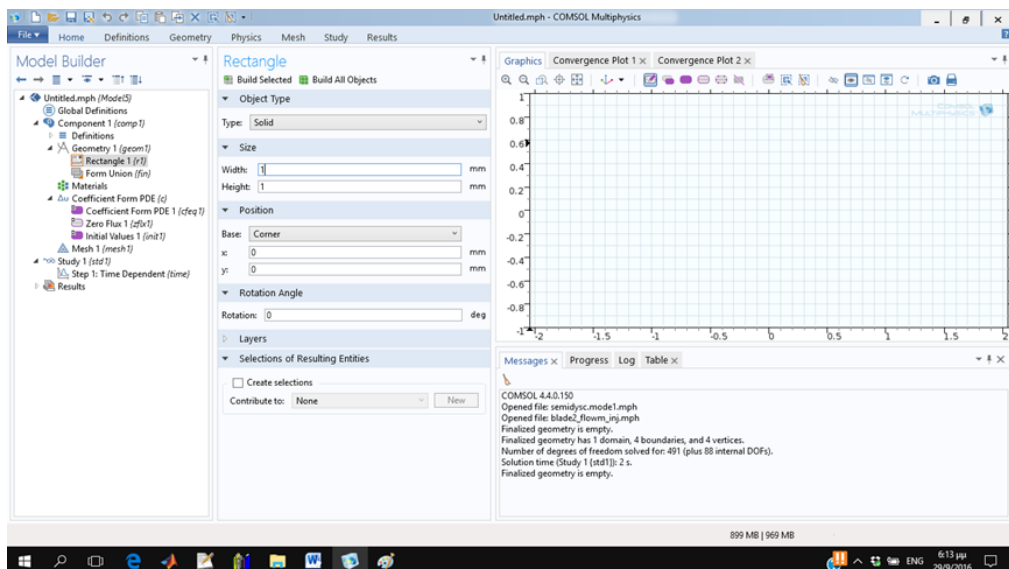 Untitled.mph - COMSOL Multiphysics
File Home Definitions Geometry Physics Mesh Study Results
Model Builder
Untitled.mph (Model5)
Global Definitions
Component 1 (comp1)
Definitions
Geometry 1 (geom1)
Rectangle 1 (r1)
Form Union (fin)
Materials
Δu Coefficient Form PDE (c)
Coefficient Form PDE 1 (cfeq1)
Zero Flux 1 (zflx1)
Initial Values 1 (init1)
Mesh 1 (mesh1)
Study 1 (std1)
Step 1: Time Dependent (time)
Results
Rectangle
Build Selected Build All Objects
Object Type
Type: Solid
Size
Width: 1 mm
Height: 1 mm
Position
Base: Corner
x: 0 mm
y: 0 mm
Rotation Angle
Rotation: 0 deg
Layers
Selections of Resulting Entities
Create selections
Contribute to: None New
Graphics Convergence Plot 1 Convergence Plot 2
COMSOL
MULTIPHYSICS
1
0.8
0.6
0.4
0.2
0
-0.2
-0.4
-0.6
-0.8
-1
-2 -1.5 -1 -0.5 0 0.5 1 1.5 2
Messages Progress Log Table
COMSOL 4.4.0.150
Opened file: semidysc.mode1.mph
Opened file: blade2_flowm_inj.mph
Finalized geometry is empty.
Finalized geometry has 1 domain, 4 boundaries, and 4 vertices.
Number of degrees of freedom solved for: 491 (plus 88 internal DOFs).
Solution time (Study 1 {std1}): 2 s.
Finalized geometry is empty.
899 MB | 969 MB
ENG
6:13 μμ
29/9/2016